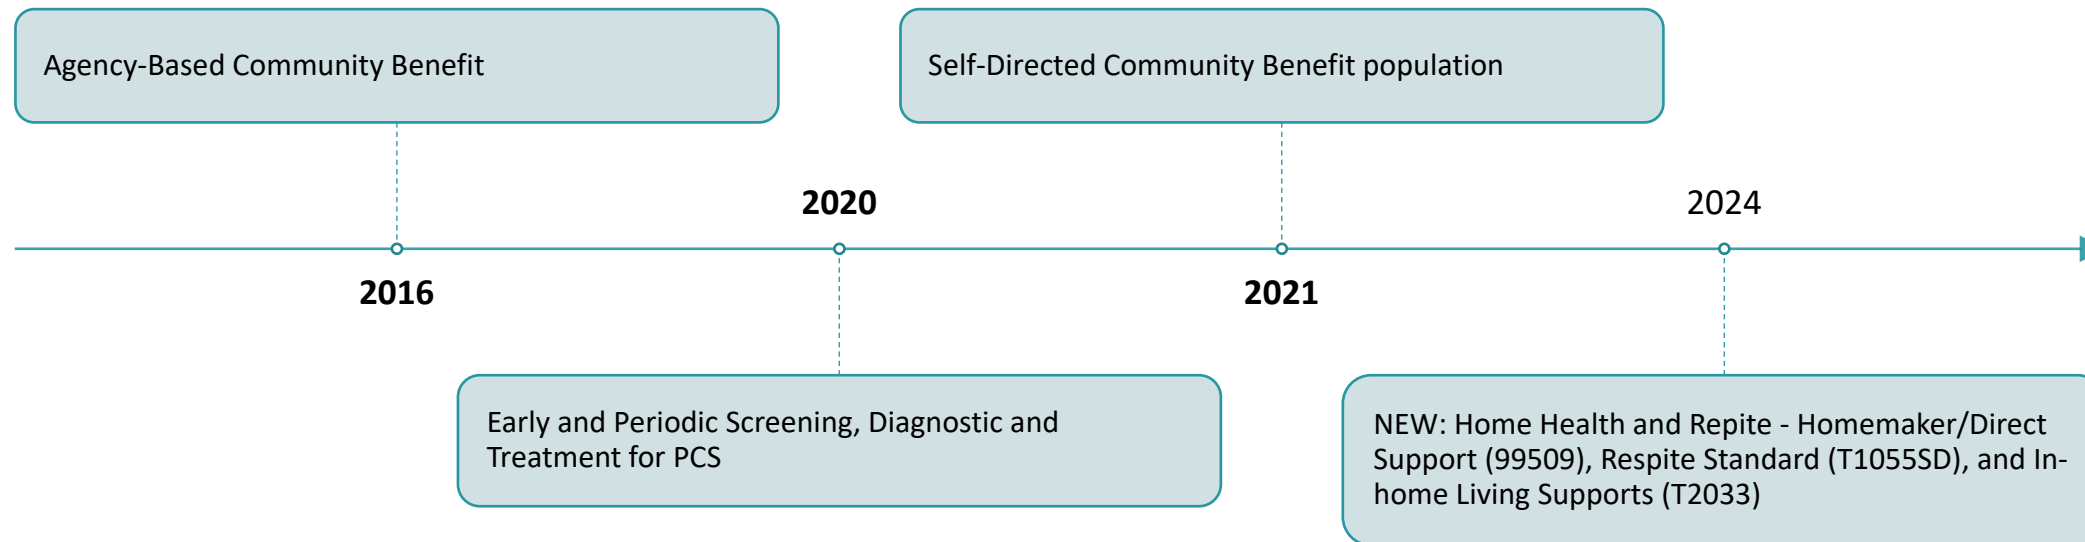 Agency-Based Community Benefit
Self-Directed Community Benefit population
2020
2024
2016
2021
Early and Periodic Screening, Diagnostic and
Treatment for PCS
NEW: Home Health and Repite - Homemaker/Direct
Support (99509), Respite Standard (T1055SD), and In-
home Living Supports (T2033)